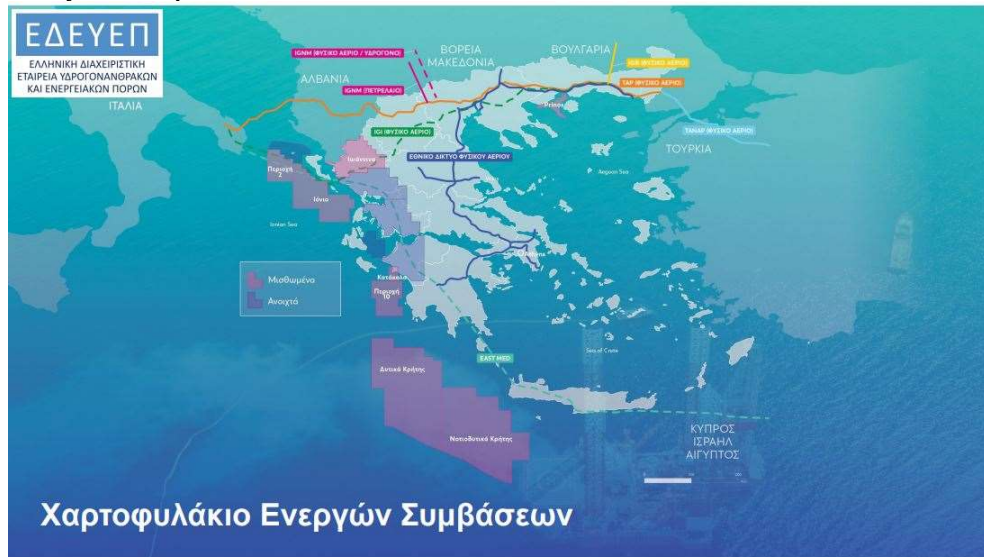 ΕΔΕΥΕΠ
ΕΛΛΗΝΙΚΗ ΔΙΑΧΕΙΡΙΣΤΙΚΗ
ΕΤΑΙΡΕΙΑ ΥΔΡΟΓΟΝΑΝΘΡΑΚΩΝ
ΚΑΙ ΕΝΕΡΓΕΙΑΚΩΝ ΠΟΡΩΝ
ΙΤΑΛΙΑ
ΑΛΒΑΝΙΑ
ΒΟΡΕΙΑ
ΜΑΚΕΔΟΝΙΑ
ΒΟΥΛΓΑΡΙΑ
IGNM (ΦΥΣΙΚΟ ΑΕΡΙΟ / ΥΔΡΟΓΟΝΟ)
IGNM (ΠΕΤΡΕΛΑΙΟ)
IGB (ΦΥΣΙΚΟ ΑΕΡΙΟ)
TAP (ΦΥΣΙΚΟ ΑΕΡΙΟ)
Prinos
IGI (ΦΥΣΙΚΟ ΑΕΡΙΟ)
TANAP (ΦΥΣΙΚΟ ΑΕΡΙΟ)
ΤΟΥΡΚΙΑ
ΕΘΝΙΚΟ ΔΙΚΤΥΟ ΦΥΣΙΚΟΥ ΑΕΡΙΟΥ
Ιωάννινα
Περιοχή
2
Ιόνιο
Aegean Sea
Ionian Sea
Athens
Κατάκολο
Περιοχή
10
Μισθωμένα
Ανοιχτά
Sea of Crete
EAST MED
Δυτικά Κρήτης
Νοτιοδυτικά Κρήτης
ΚΥΠΡΟΣ
ΙΣΡΑΗΛ
ΑΙΓΥΠΤΟΣ
Χαρτοφυλάκιο Ενεργών Συμβάσεων